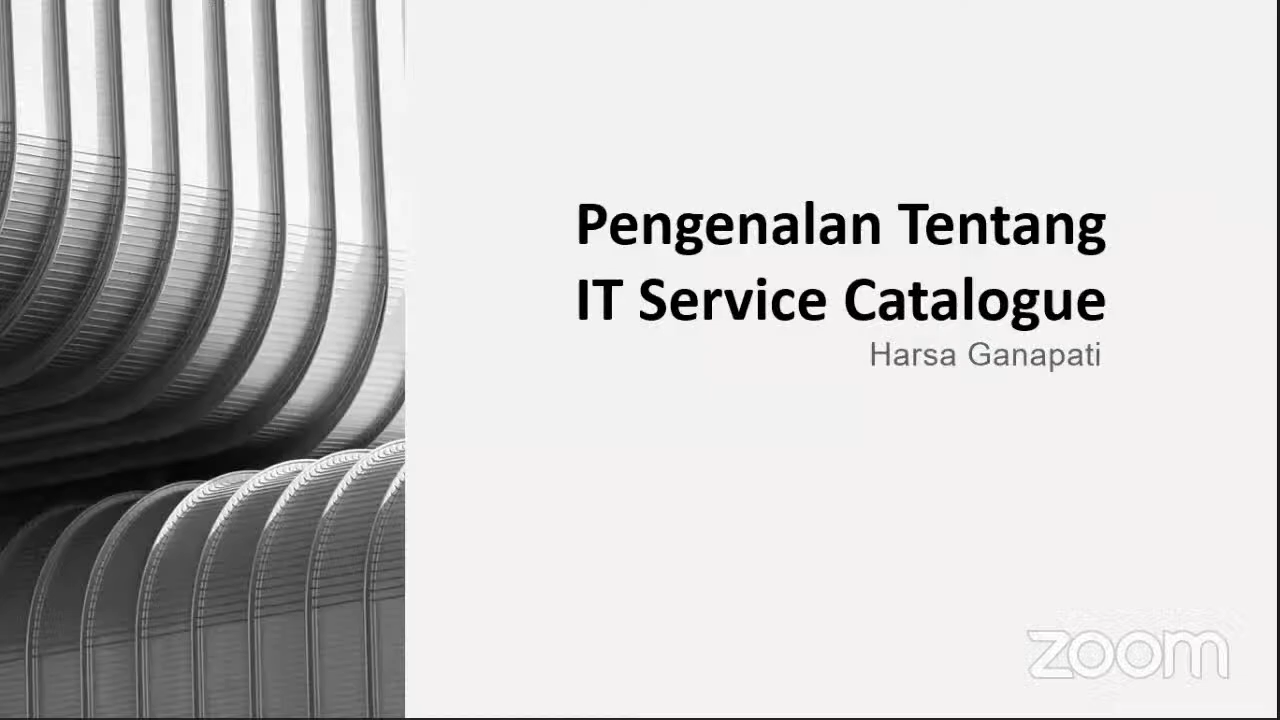 Pengenalan Tentang
IT Service Catalogue
Harsa Ganapati
zoom